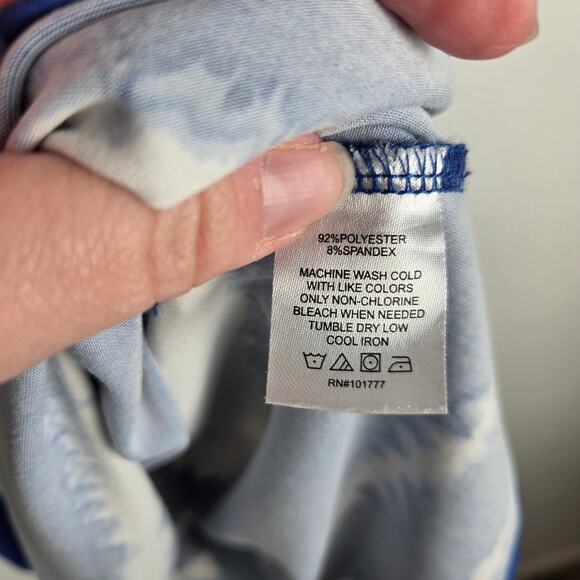 92%POLYESTER
8%SPANDEX
MACHINE WASH COLD
WITH LIKE COLORS
ONLY NON-CHLORINE
BLEACH WHEN NEEDED
TUMBLE DRY LOW
COOL IRON
RN#101777